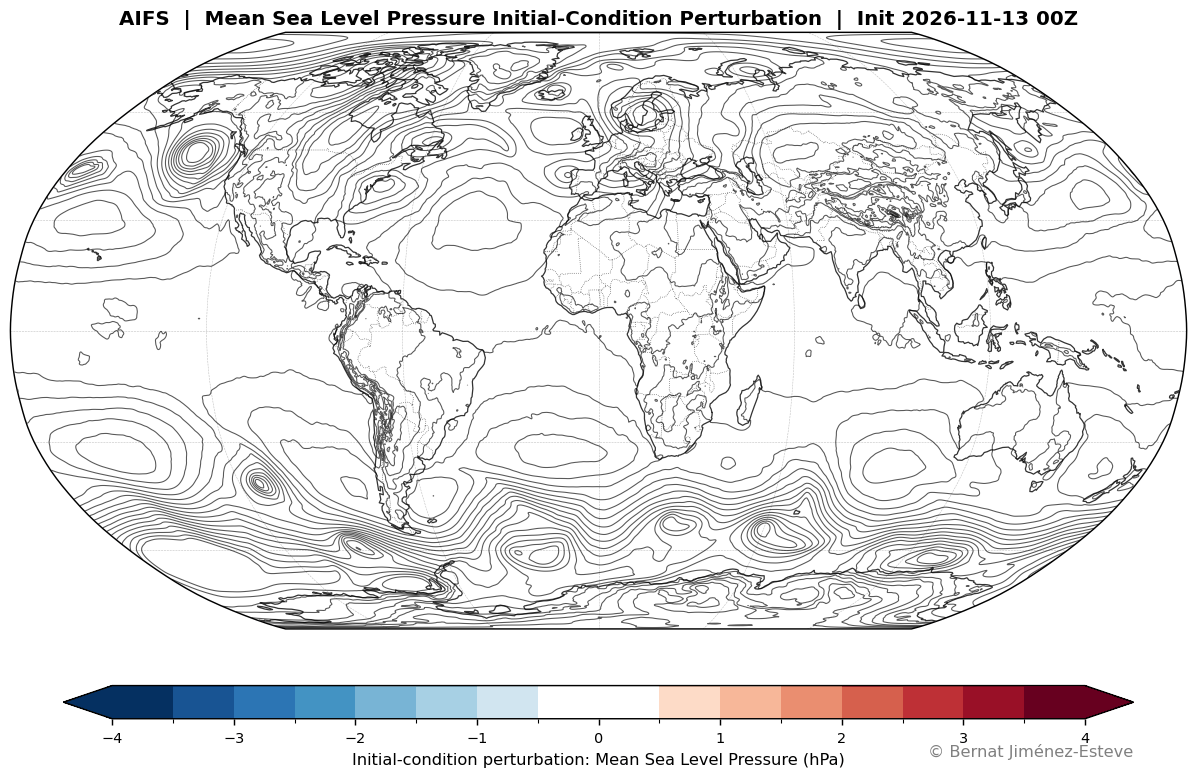 AIFS | Mean Sea Level Pressure Initial-Condition Perturbation | Init 2026-11-13 00Z
−4 −3 −2 −1 0 1 2 3 4
© Bernat Jiménez-Esteve
Initial-condition perturbation: Mean Sea Level Pressure (hPa)